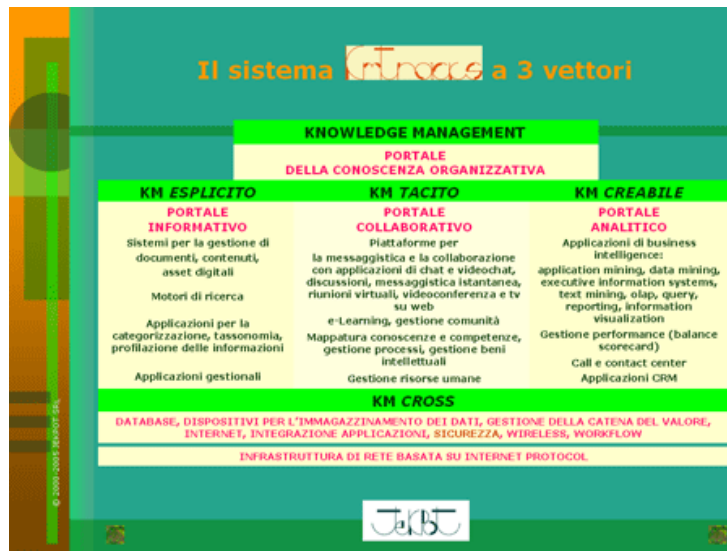 Il sistema a 3 vettori
KNOWLEDGE MANAGEMENT
PORTALE
DELLA CONOSCENZA ORGANIZZATIVA
KM ESPLICITO
PORTALE
INFORMATIVO
Sistemi per la gestione di
documenti, contenuti,
asset digitali
Motori di ricerca
Applicazioni per la
categorizzazione, tassonomia,
profilazione delle informazioni
Applicazioni gestionali
KM TACITO
PORTALE
COLLABORATIVO
Piattaforme per
la messaggistica e la collaborazione
con applicazioni di chat e videochat,
discussioni, messaggistica istantanea,
riunioni virtuali, videoconferenza e tv
su web
e-Learning, gestione comunità
Mappatura conoscenze e competenze,
gestione processi, gestione beni
intellettuali
Gestione risorse umane
KM CREABILE
PORTALE
ANALITICO
Applicazioni di business
intelligence:
application mining, data mining,
executive information systems,
text mining, olap, query,
reporting, information
visualization
Gestione performance (balance
scorecard)
Call e contact center
Applicazioni CRM
KM CROSS
DATABASE, DISPOSITIVI PER L'IMMAGAZZINAMENTO DEI DATI, GESTIONE DELLA CATENA DEL VALORE,
INTERNET, INTEGRAZIONE APPLICAZIONI, SICUREZZA, WIRELESS, WORKFLOW
INFRASTRUTTURA DI RETE BASATA SU INTERNET PROTOCOL
© 2000-2005 JEKPOT SRL
JeKPoT